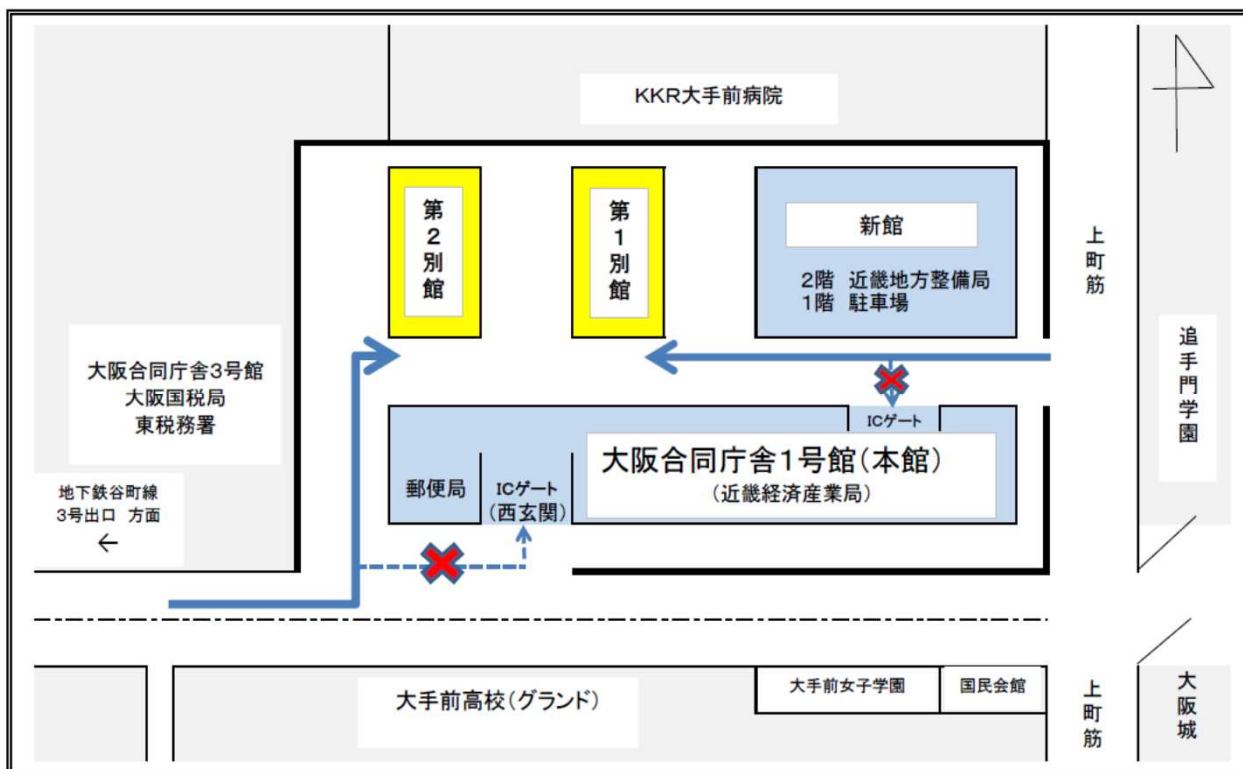 KKR大手前病院
第2別館
第1別館
新館
2階 近畿地方整備局
1階 駐車場
上町筋
追手門学園
大阪合同庁舎3号館
大阪国税局
東税務署
地下鉄谷町線
3号出口 方面
←
ICゲート
大阪合同庁舎1号館(本館)
(近畿経済産業局)
郵便局
ICゲート
(西玄関)
大手前高校(グランド)
大手前女子学園
国民会館
上町筋
大阪城